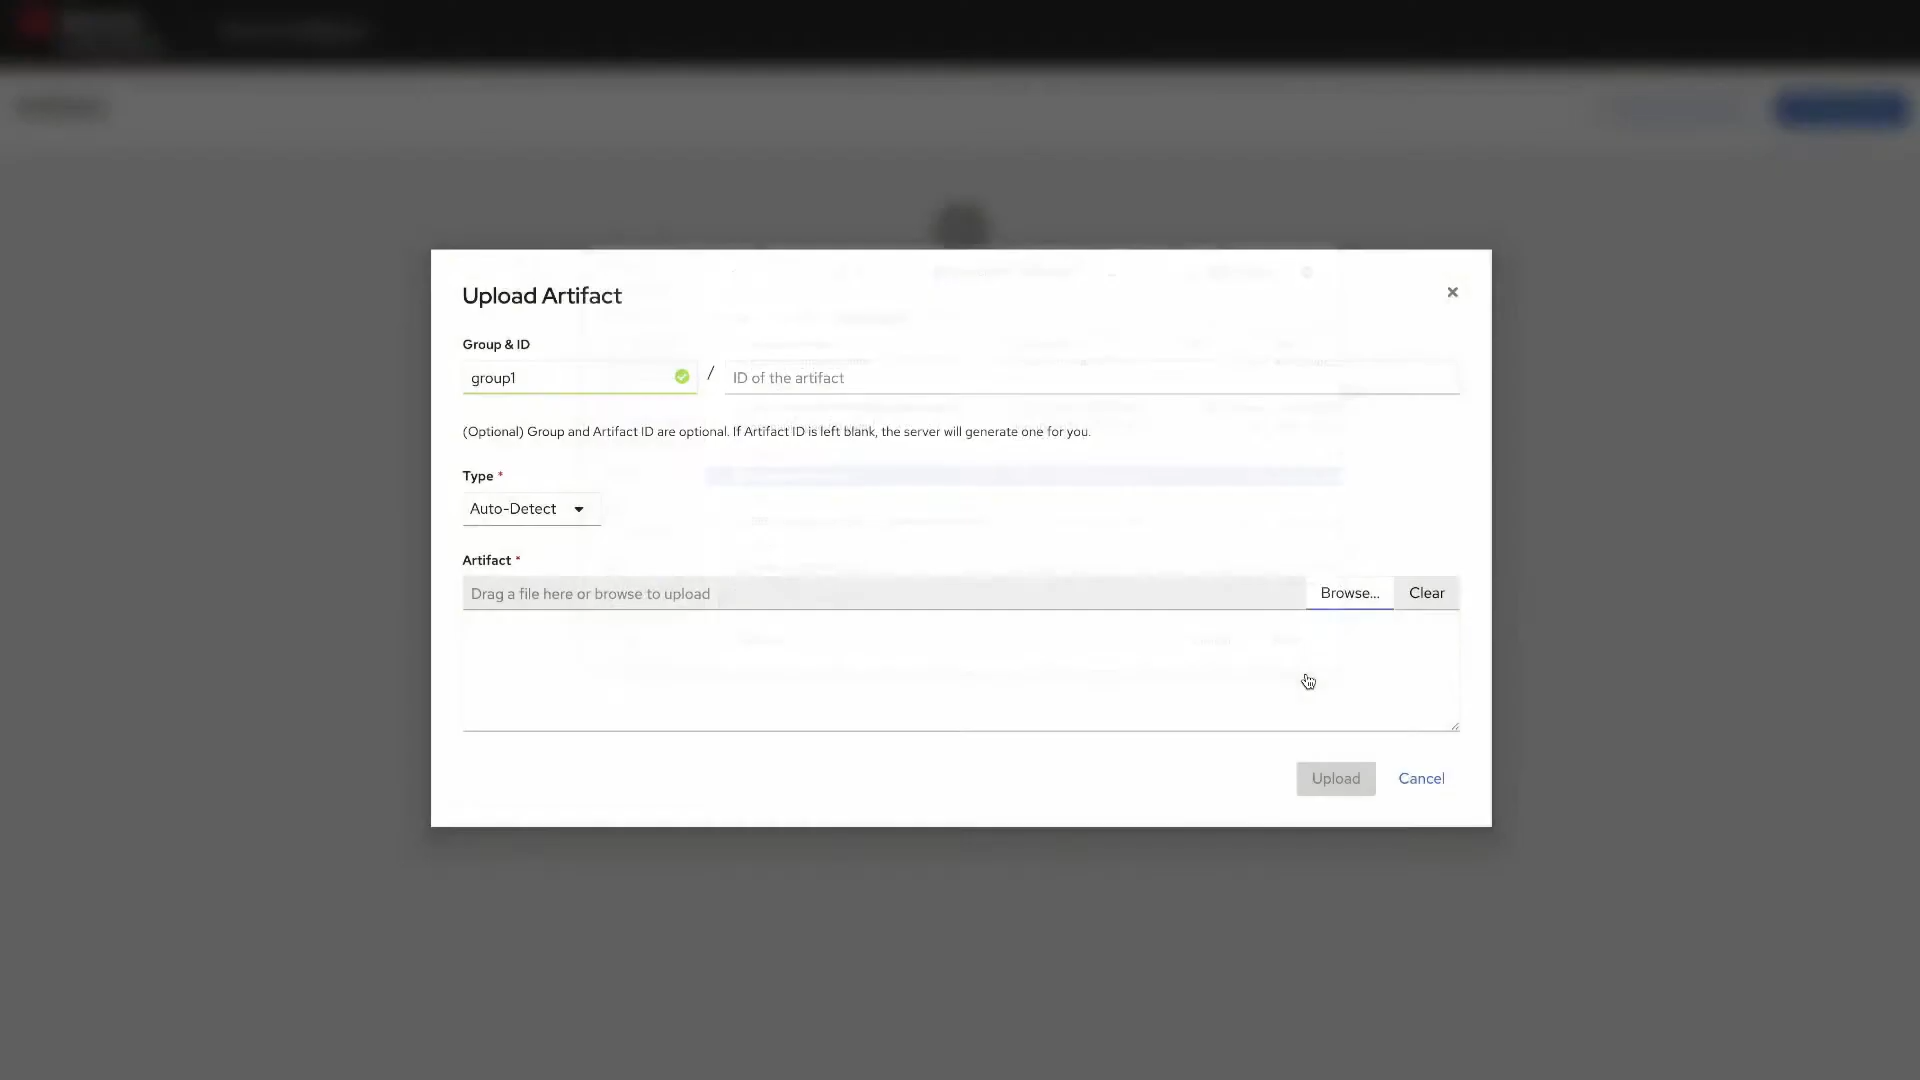 Upload Artifact
Group & ID
group1 / ID of the artifact
(Optional) Group and Artifact ID are optional. If Artifact ID is left blank, the server will generate one for you.
Type *
Auto-Detect
Artifact *
Drag a file here or browse to upload Browse... Clear
Upload Cancel